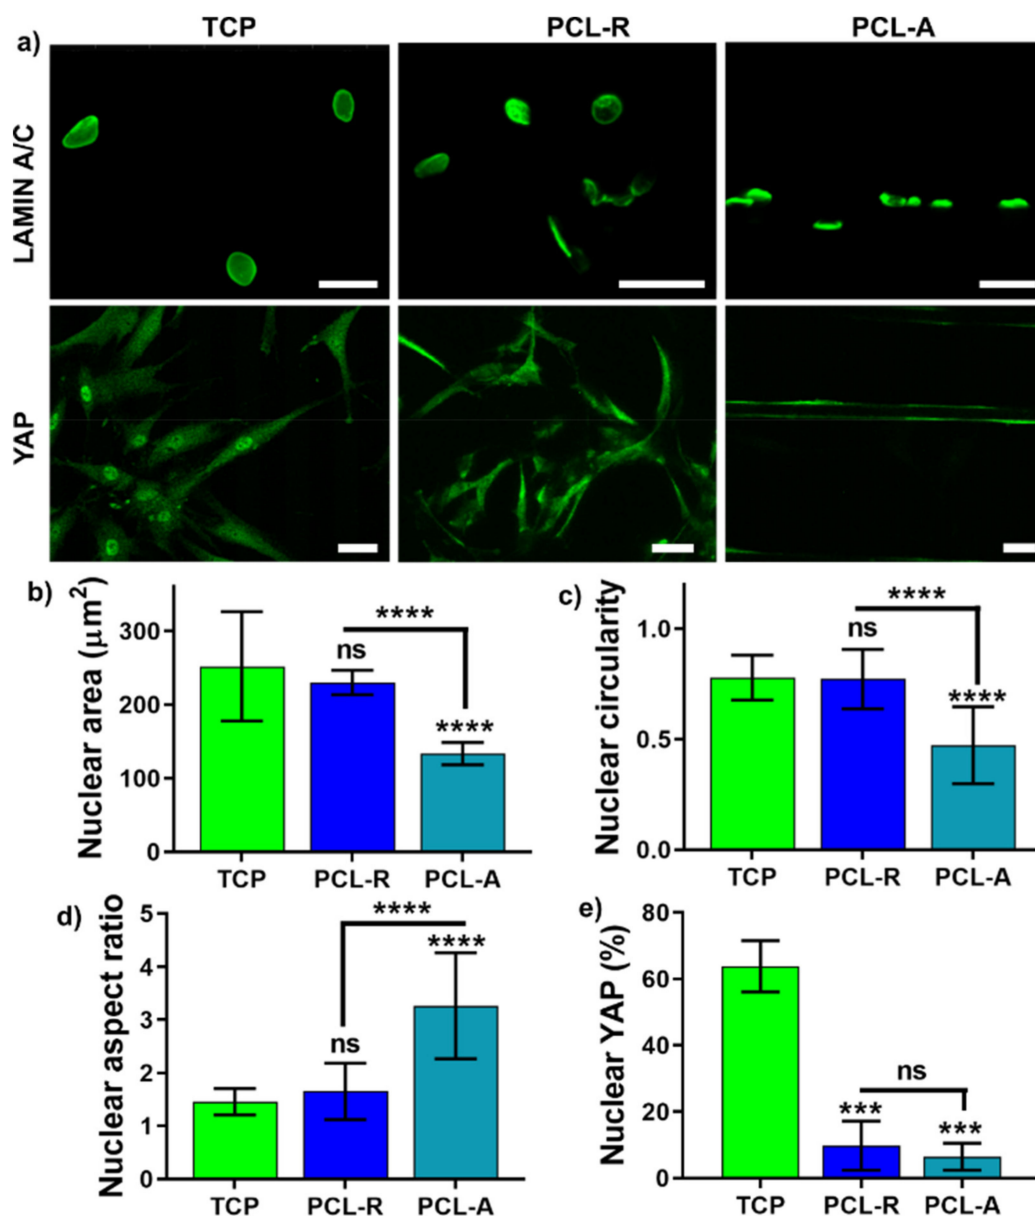 a)
TCP
PCL-R
PCL-A
LAMIN A/C
YAP
b)
Nuclear area (μm²)
300
200
100
0
ns
****
****
TCP
PCL-R
PCL-A
c)
Nuclear circularity
1.0
0.5
0.0
ns
****
****
TCP
PCL-R
PCL-A
d)
Nuclear aspect ratio
5
4
3
2
1
0
ns
****
****
TCP
PCL-R
PCL-A
e)
Nuclear YAP (%)
80
60
40
20
0
***
ns
***
TCP
PCL-R
PCL-A